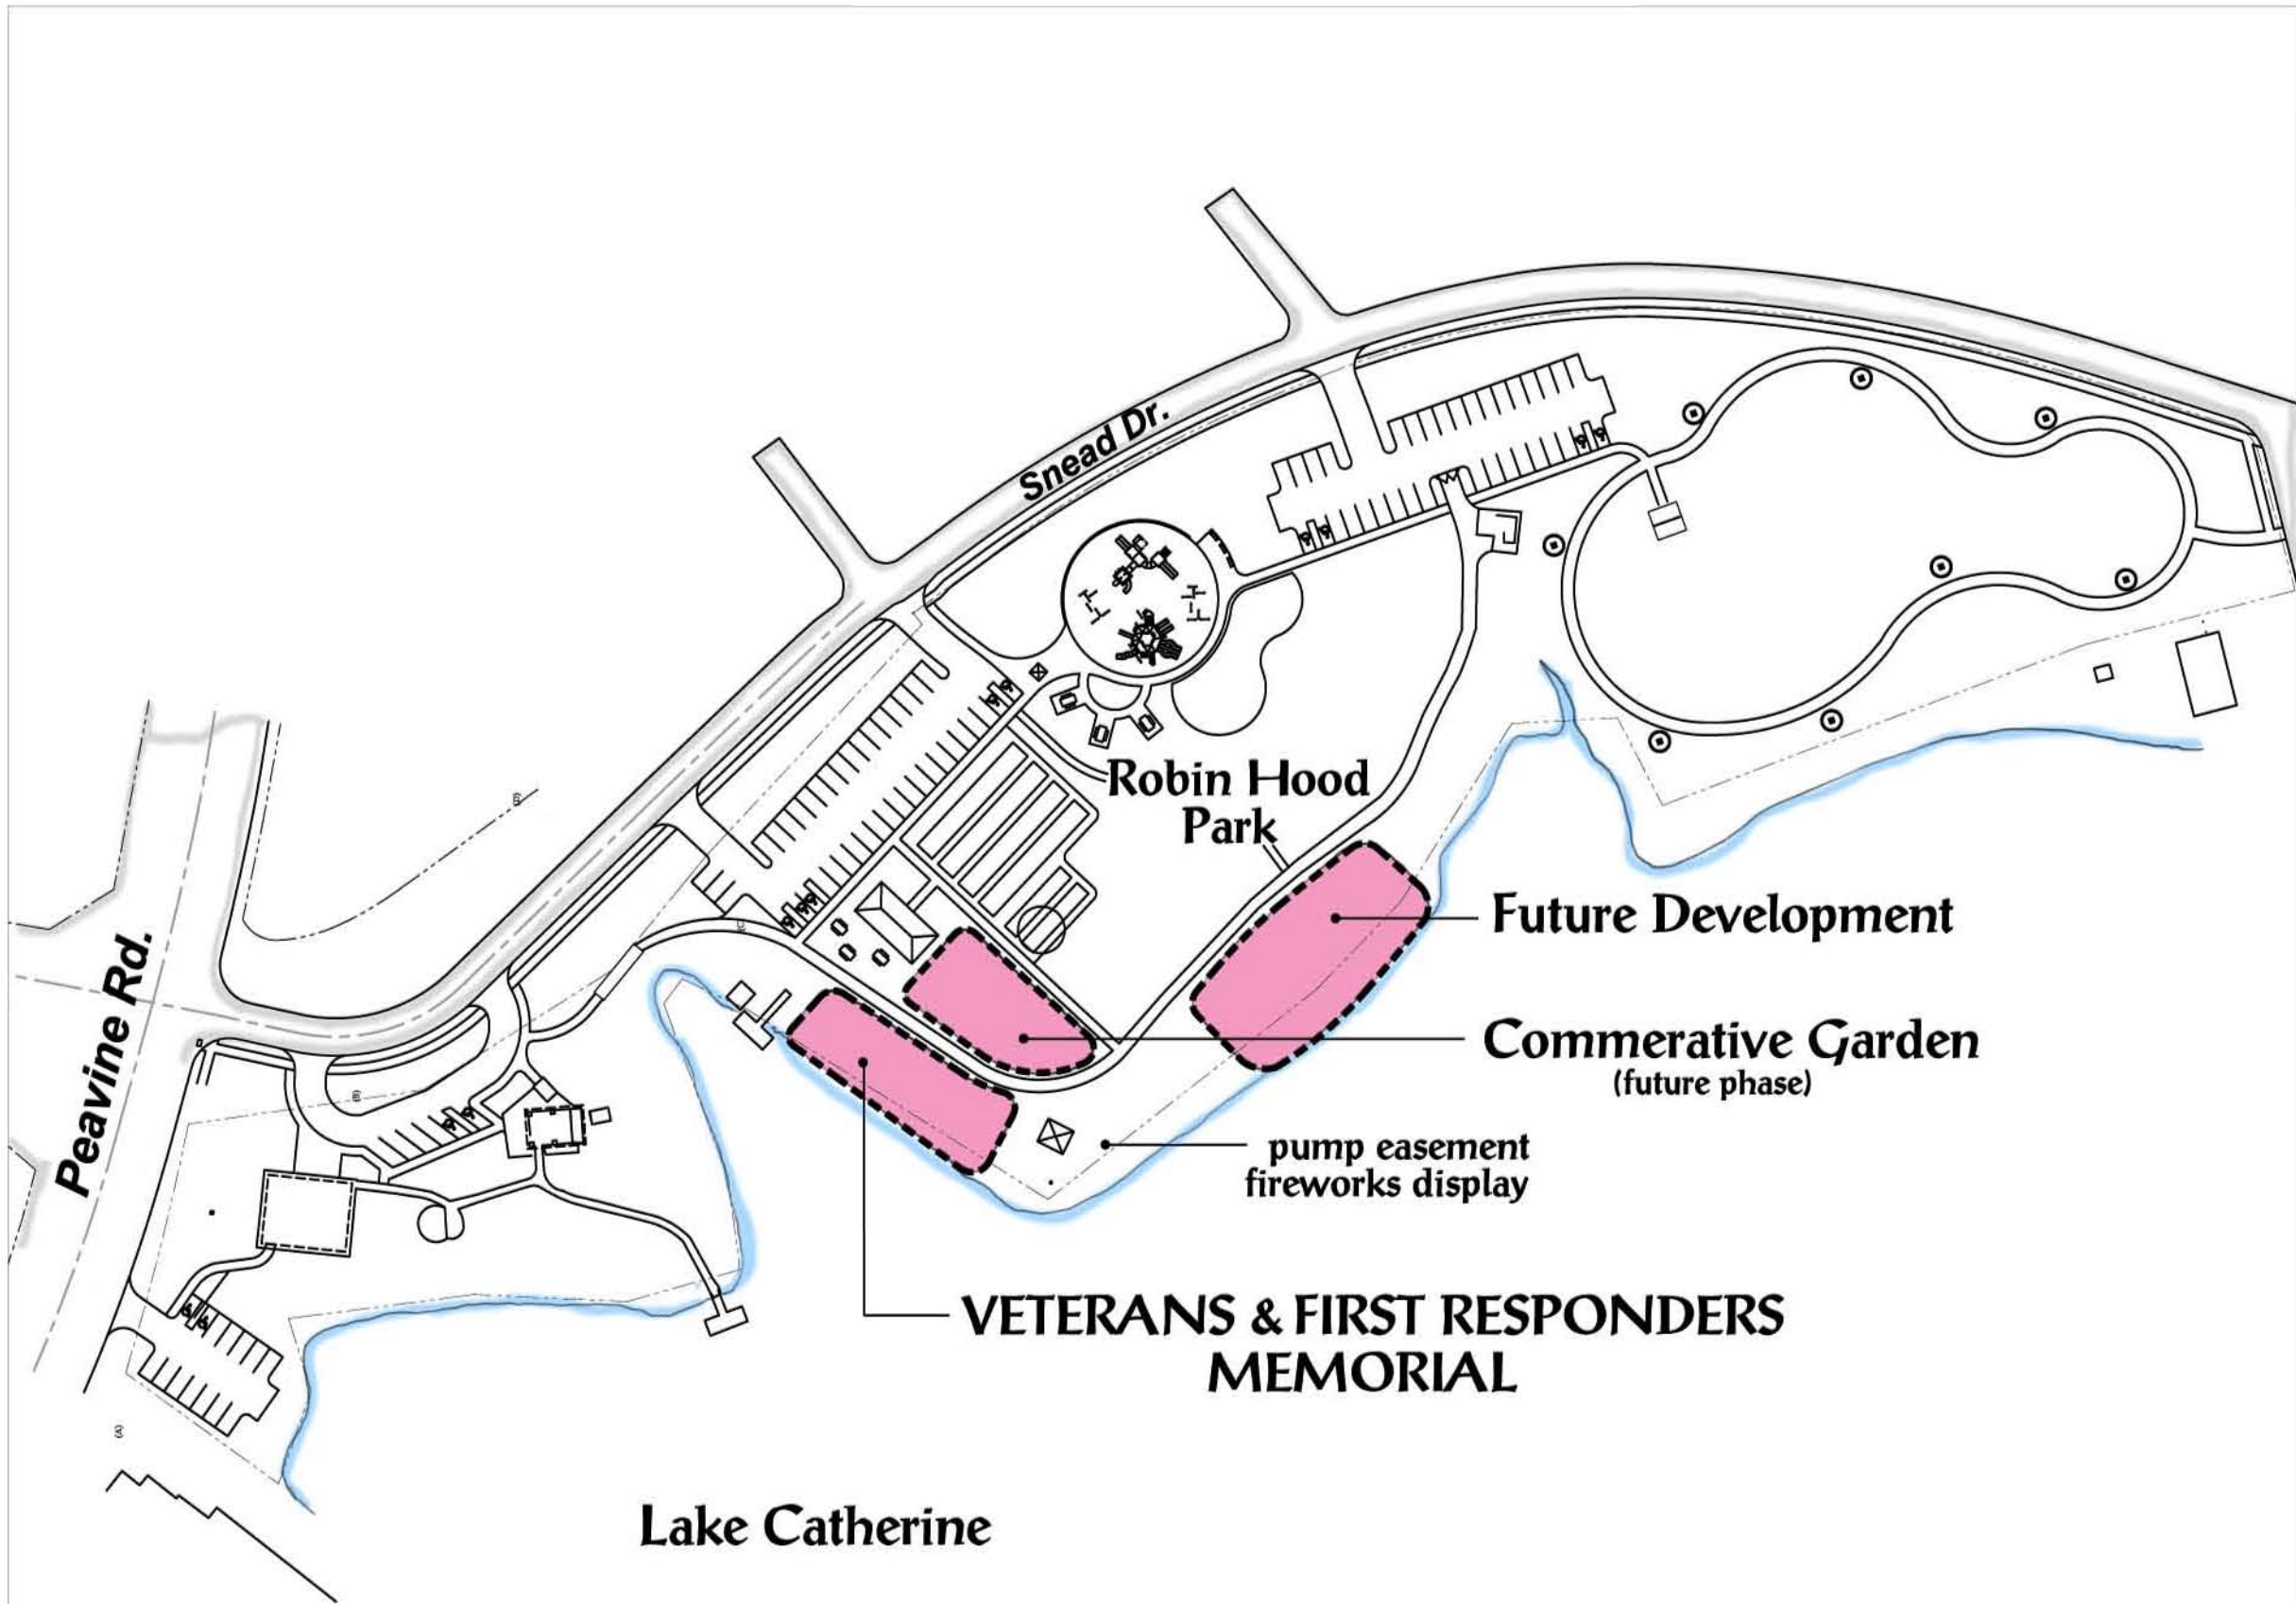 Snead Dr.
Robin Hood
Park
Future Development
Peavine Rd.
Commerative Garden
(future phase)
pump easement
fireworks display
VETERANS & FIRST RESPONDERS
MEMORIAL
Lake Catherine